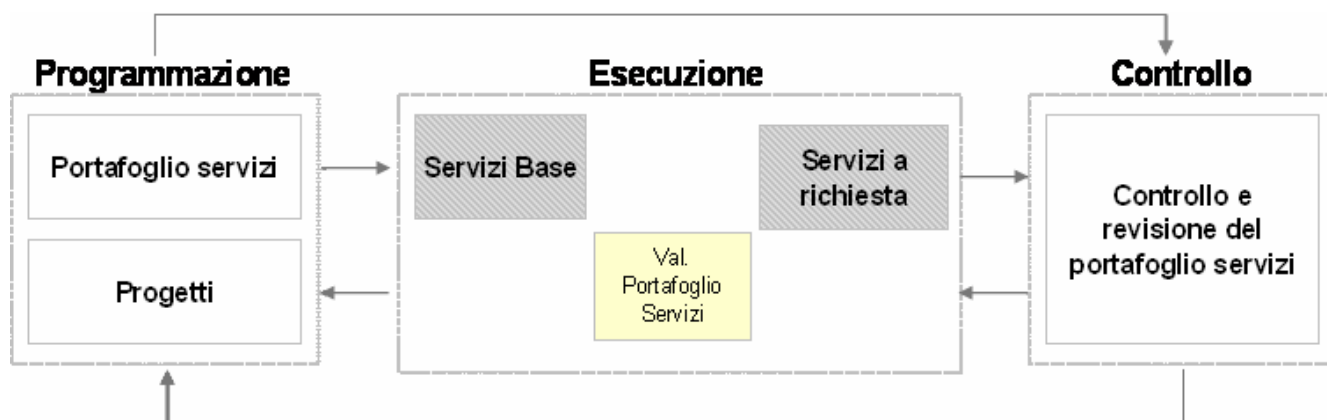 Programmazione
Esecuzione
Controllo
Portafoglio servizi
Progetti
Servizi Base
Servizi a
richiesta
Val.
Portafoglio
Servizi
Controllo e
revisione del
portafoglio servizi